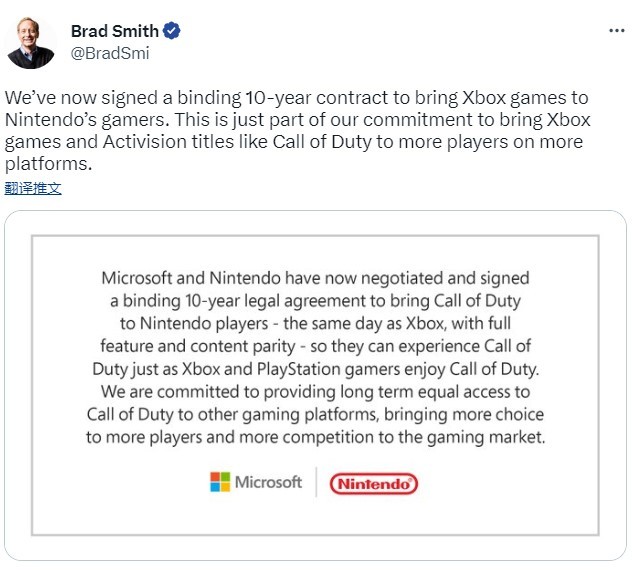 Brad Smith
@BradSmi
We’ve now signed a binding 10-year contract to bring Xbox games to
Nintendo’s gamers. This is just part of our commitment to bring Xbox
games and Activision titles like Call of Duty to more players on more
platforms.
翻译推文
Microsoft and Nintendo have now negotiated and signed
a binding 10-year legal agreement to bring Call of Duty
to Nintendo players - the same day as Xbox, with full
feature and content parity - so they can experience Call of
Duty just as Xbox and PlayStation gamers enjoy Call of Duty.
We are committed to providing long term equal access to
Call of Duty to other gaming platforms, bringing more choice
to more players and more competition to the gaming market.
Microsoft
Nintendo